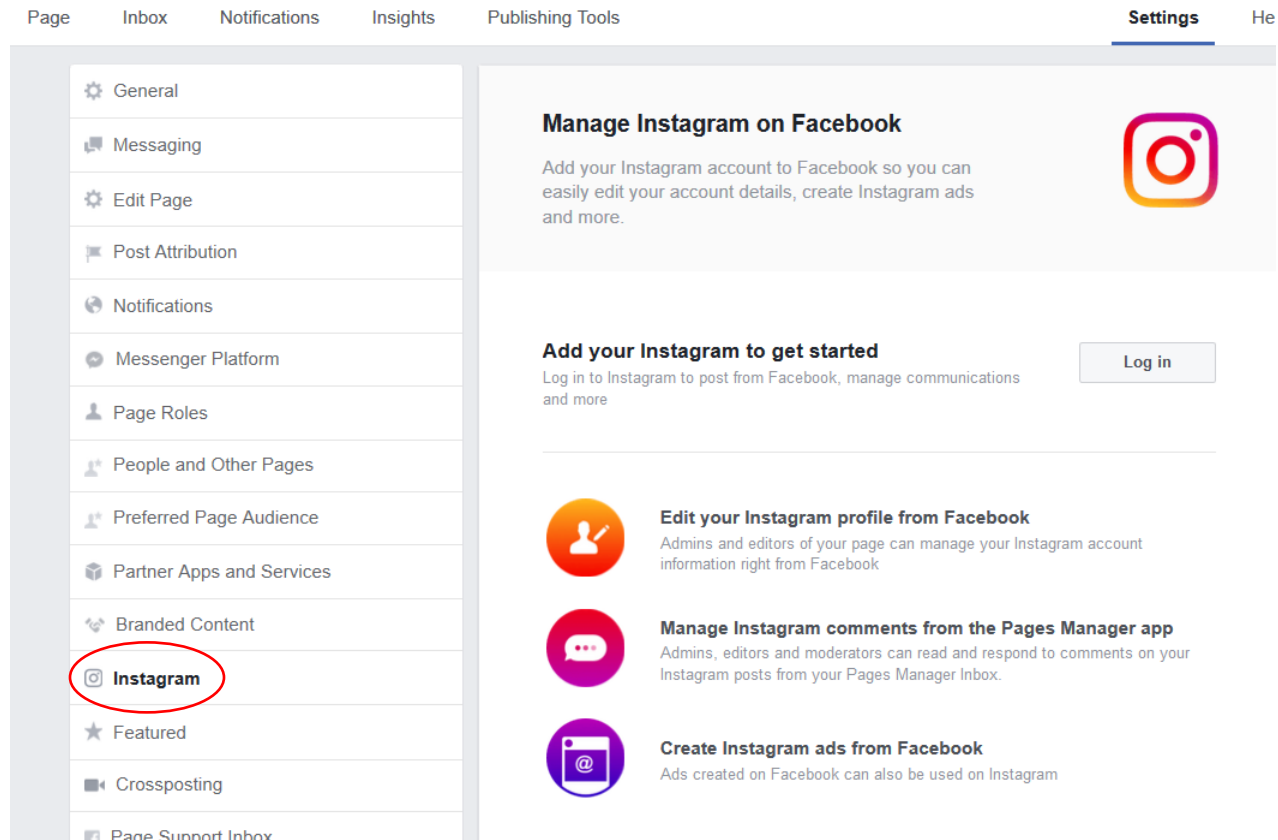 Page Inbox Notifications Insights Publishing Tools Settings He
General
Messaging
Edit Page
Post Attribution
Notifications
Messenger Platform
Page Roles
People and Other Pages
Preferred Page Audience
Partner Apps and Services
Branded Content
Instagram
Featured
Crossposting
Page Support Inbox
Manage Instagram on Facebook
Add your Instagram account to Facebook so you can
easily edit your account details, create Instagram ads
and more.
Add your Instagram to get started
Log in to Instagram to post from Facebook, manage communications
and more
Log in
Edit your Instagram profile from Facebook
Admins and editors of your page can manage your Instagram account
information right from Facebook
Manage Instagram comments from the Pages Manager app
Admins, editors and moderators can read and respond to comments on your
Instagram posts from your Pages Manager Inbox.
@
Create Instagram ads from Facebook
Ads created on Facebook can also be used on Instagram